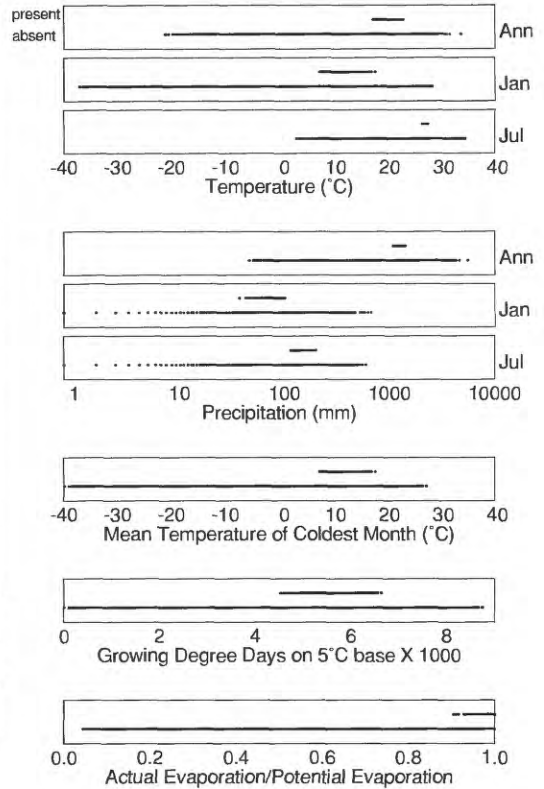 present
absent
Ann
Jan
Jul
-40 -30 -20 -10 0 10 20 30 40
Temperature (˚C)
Ann
Jan
Jul
1 10 100 1000 10000
Precipitation (mm)
-40 -30 -20 -10 0 10 20 30 40
Mean Temperature of Coldest Month (˚C)
0 2 4 6 8
Growing Degree Days on 5˚C base X 1000
0.0 0.2 0.4 0.6 0.8 1.0
Actual Evaporation/Potential Evaporation